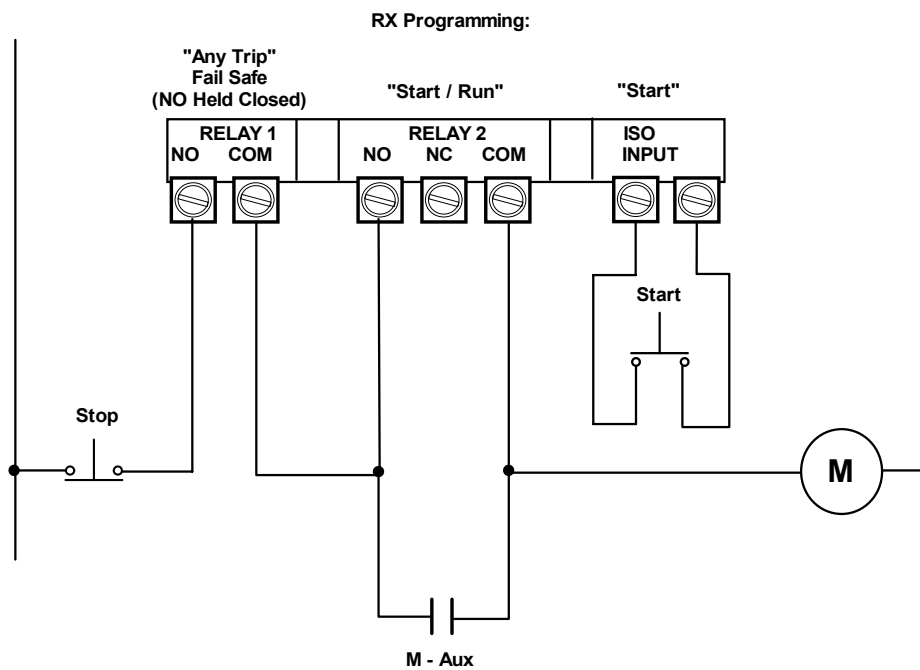 RX Programming:
"Any Trip"
Fail Safe
(NO Held Closed)
"Start / Run"
"Start"
RELAY 1
NO COM
RELAY 2
NO NC COM
ISO
INPUT
Start
Stop
M
M - Aux